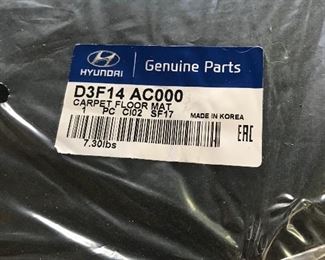 HYUNDAI
Genuine Parts
D3F14 AC000
CARPET FLOOR MAT
1 PC CI02 SF17
MADE IN KOREA
7.30lbs
EAC